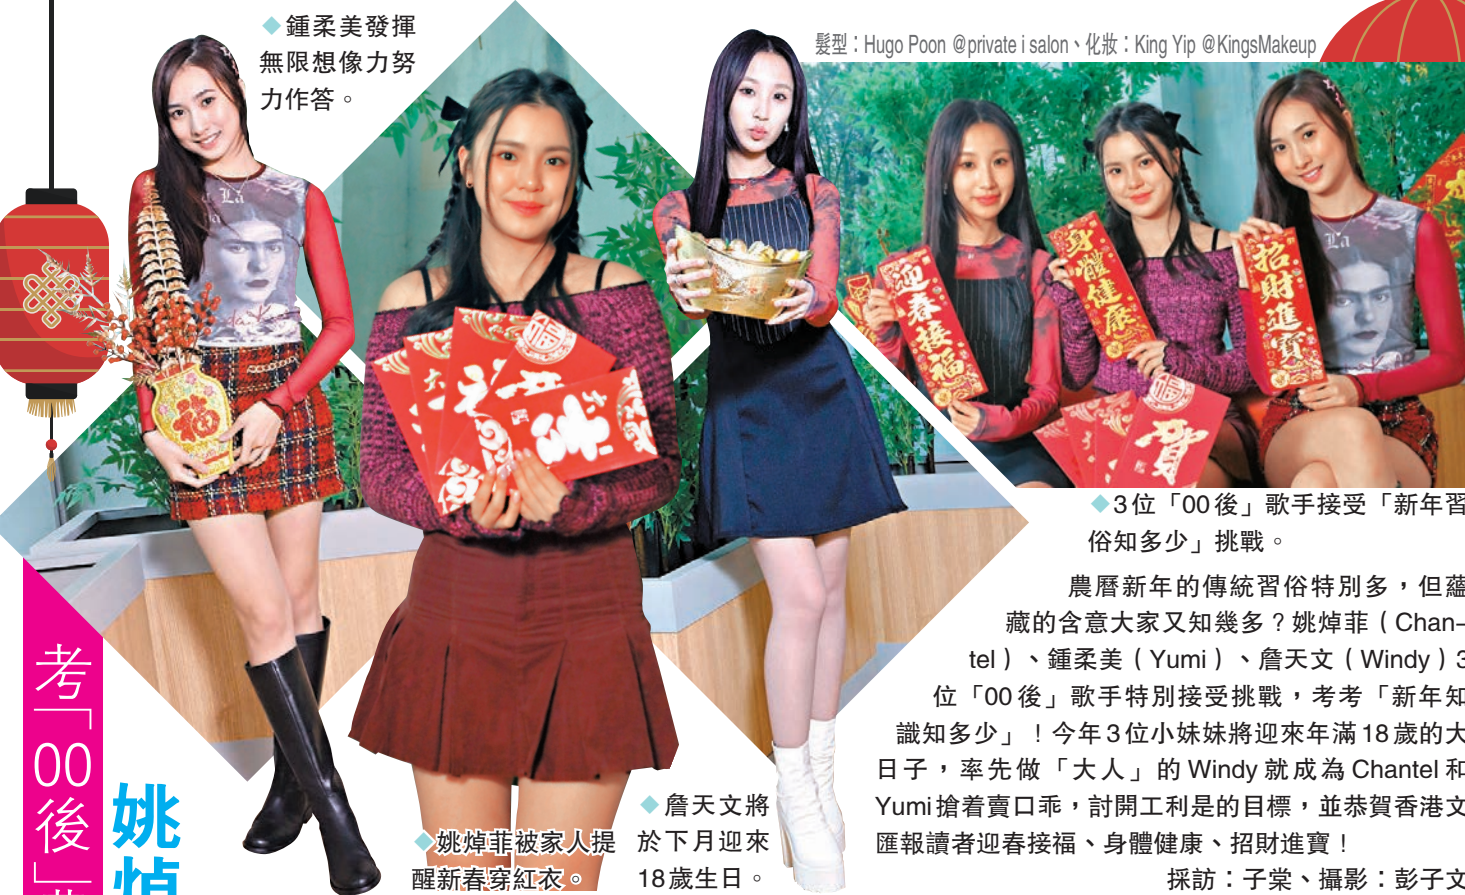 ◆鍾柔美發揮
無限想像力努
力作答。
髮型：Hugo Poon @private i salon、化妝：King Yip @KingsMakeup
福
福
迎春接福
身體健康
招財進寶
福
賀
◆3位「00後」歌手接受「新年習
俗知多少」挑戰。
農曆新年的傳統習俗特別多，但蘊
藏的含意大家又知幾多？姚焯菲（Chan-
tel）、鍾柔美（Yumi）、詹天文（Windy）3
位「00後」歌手特別接受挑戰，考考「新年知
識知多少」！今年3位小妹妹將迎來年滿18歲的大
日子，率先做「大人」的Windy就成為Chantel和
Yumi搶着賣口乖，討開工利是的目標，並恭賀香港文
匯報讀者迎春接福、身體健康、招財進寶！
採訪：子棠、攝影：彭子文
考「00後」
姚焯
◆姚焯菲被家人提
醒新春穿紅衣。
◆詹天文將
於下月迎來
18歲生日。
La
La